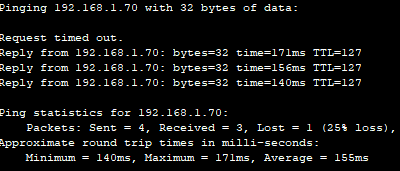 Pinging 192.168.1.70 with 32 bytes of data:
Request timed out.
Reply from 192.168.1.70: bytes=32 time=171ms TTL=127
Reply from 192.168.1.70: bytes=32 time=156ms TTL=127
Reply from 192.168.1.70: bytes=32 time=140ms TTL=127
Ping statistics for 192.168.1.70:
Packets: Sent = 4, Received = 3, Lost = 1 (25% loss),
Approximate round trip times in milli-seconds:
Minimum = 140ms, Maximum = 171ms, Average = 155ms